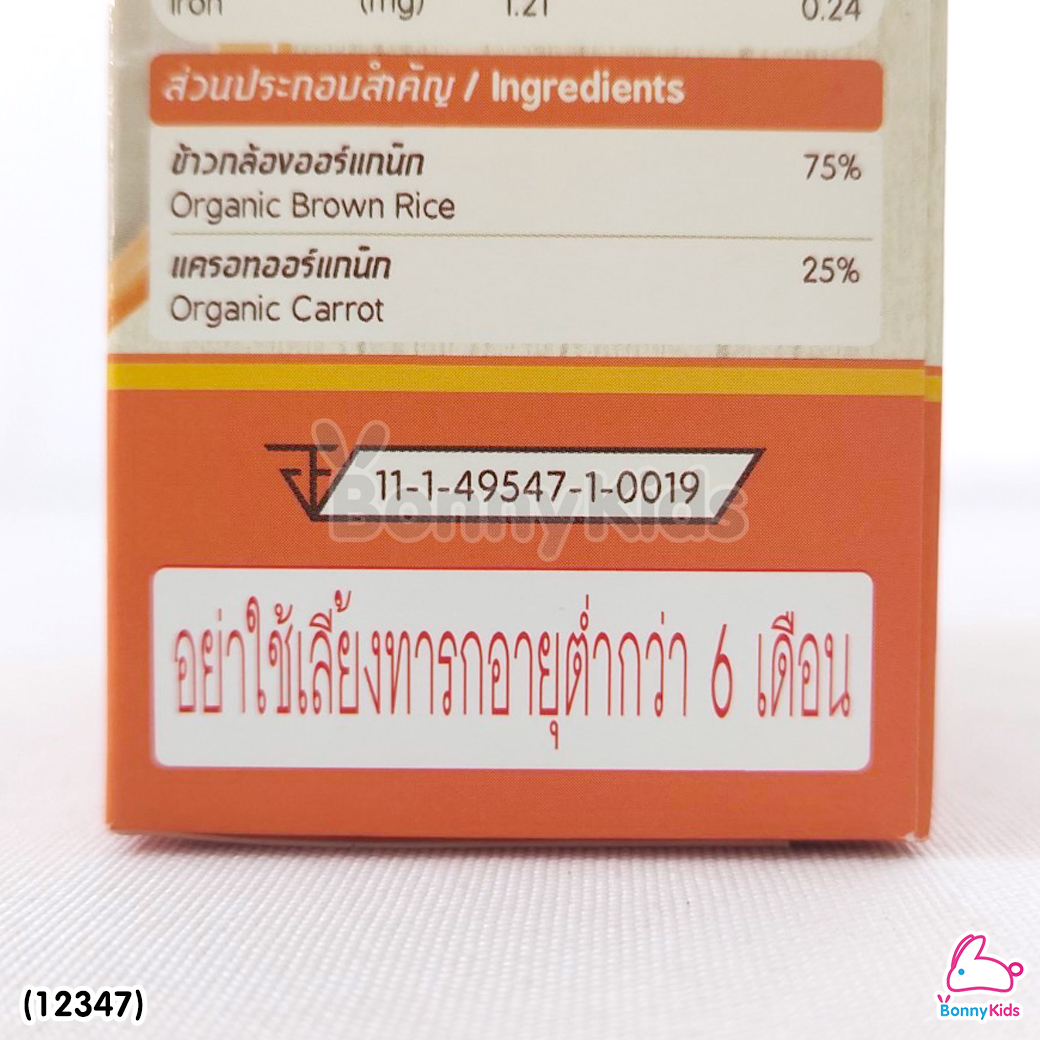 Iron (mg) 1.21 0.24
ส่วนประกอบสำคัญ / Ingredients
ข้าวกล้องออร์แกนิก 75%
Organic Brown Rice
แครอทออร์แกนิก 25%
Organic Carrot
11-1-49547-1-0019
BonnyKids
อย่าใช้เลี้ยงทารกอายุต่ำกว่า 6 เดือน
(12347)
BonnyKids